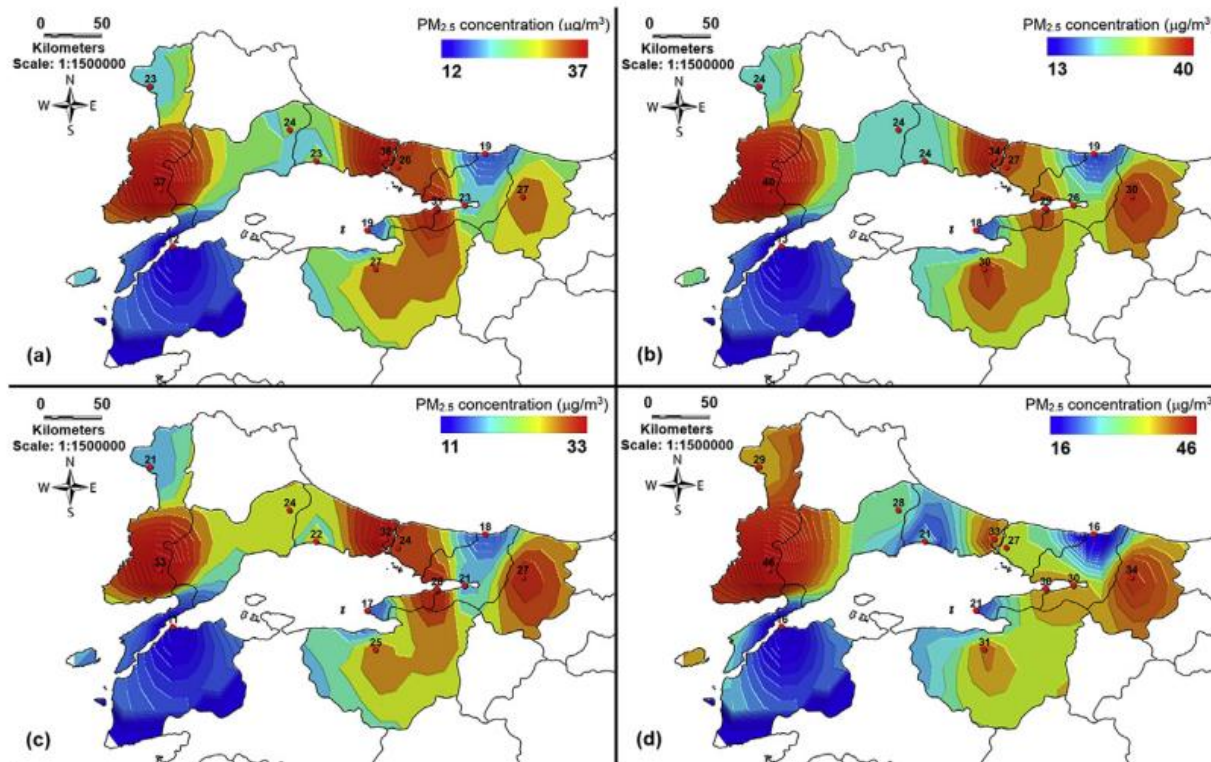 0 50
Kilometers
Scale: 1:1500000
N
W E
S
PM2.5 concentration (µg/m³)
12 37
23
24
23
26
19
37
33
23
27
19
27
(a)
0 50
Kilometers
Scale: 1:1500000
N
W E
S
PM2.5 concentration (µg/m³)
13 40
24
24
24
34
27
19
40
26
30
18
30
(b)
0 50
Kilometers
Scale: 1:1500000
N
W E
S
PM2.5 concentration (µg/m³)
11 33
21
24
22
32
24
18
33
21
27
17
11
25
(c)
0 50
Kilometers
Scale: 1:1500000
N
W E
S
PM2.5 concentration (µg/m³)
16 46
29
28
21
33
27
16
46
30
34
21
31
(d)